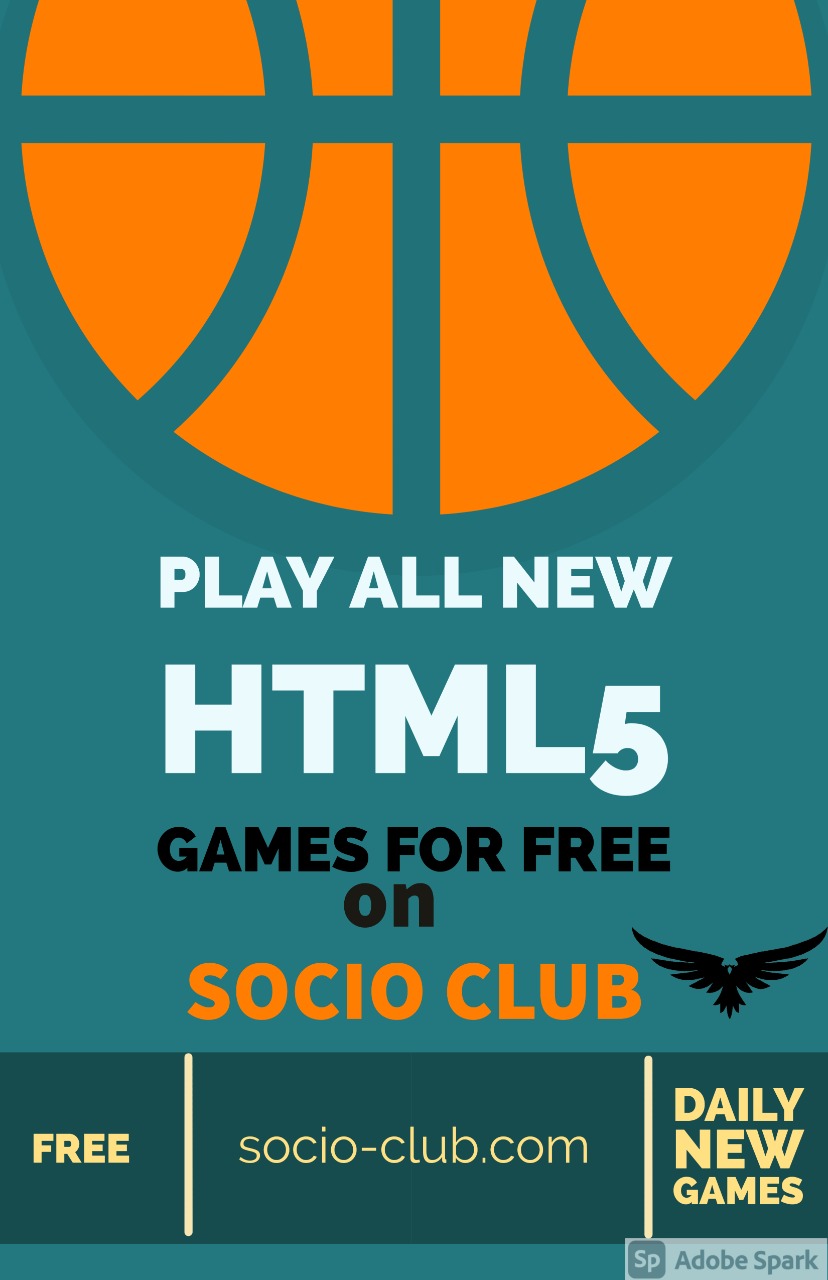 PLAY ALL NEW
HTML5
GAMES FOR FREE
on
SOCIO CLUB
FREE
socio-club.com
DAILY
NEW
GAMES
Sp Adobe Spark